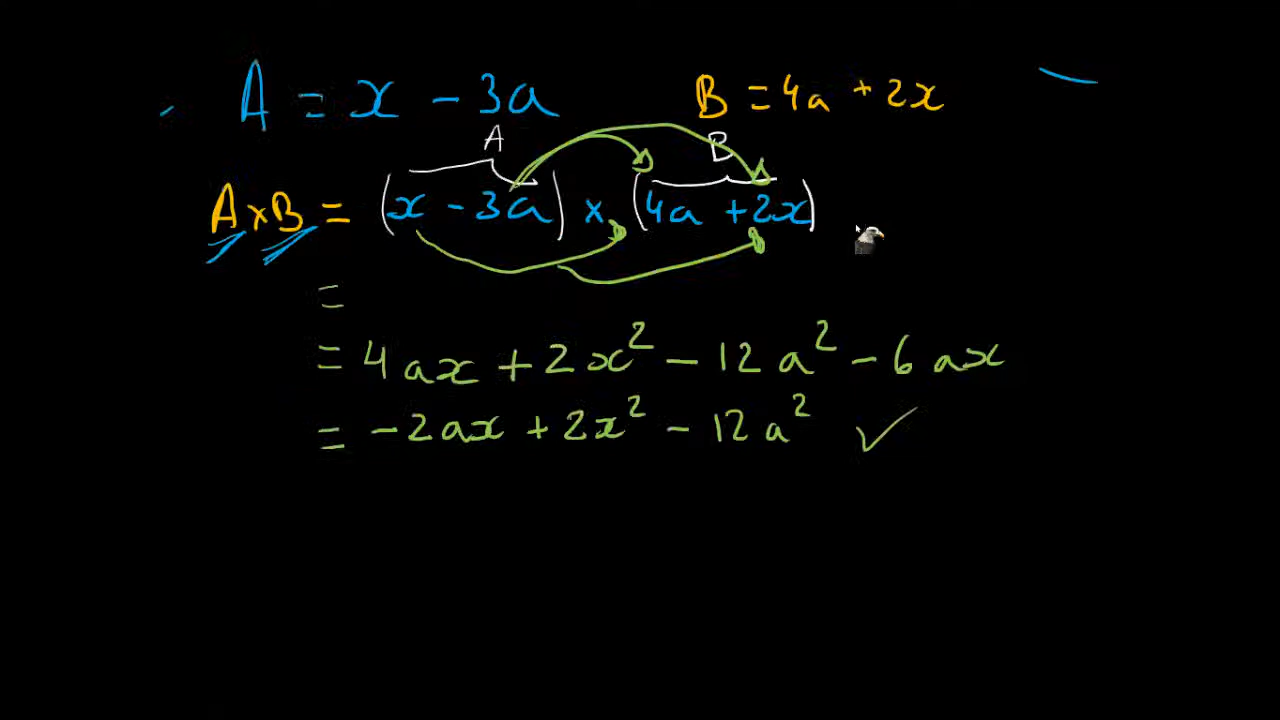 A = x - 3a B = 4a + 2x
A B
A×B = (x - 3a) × (4a + 2x)
=
= 4ax + 2x² - 12a² - 6ax
= -2ax + 2x² - 12a² ✓